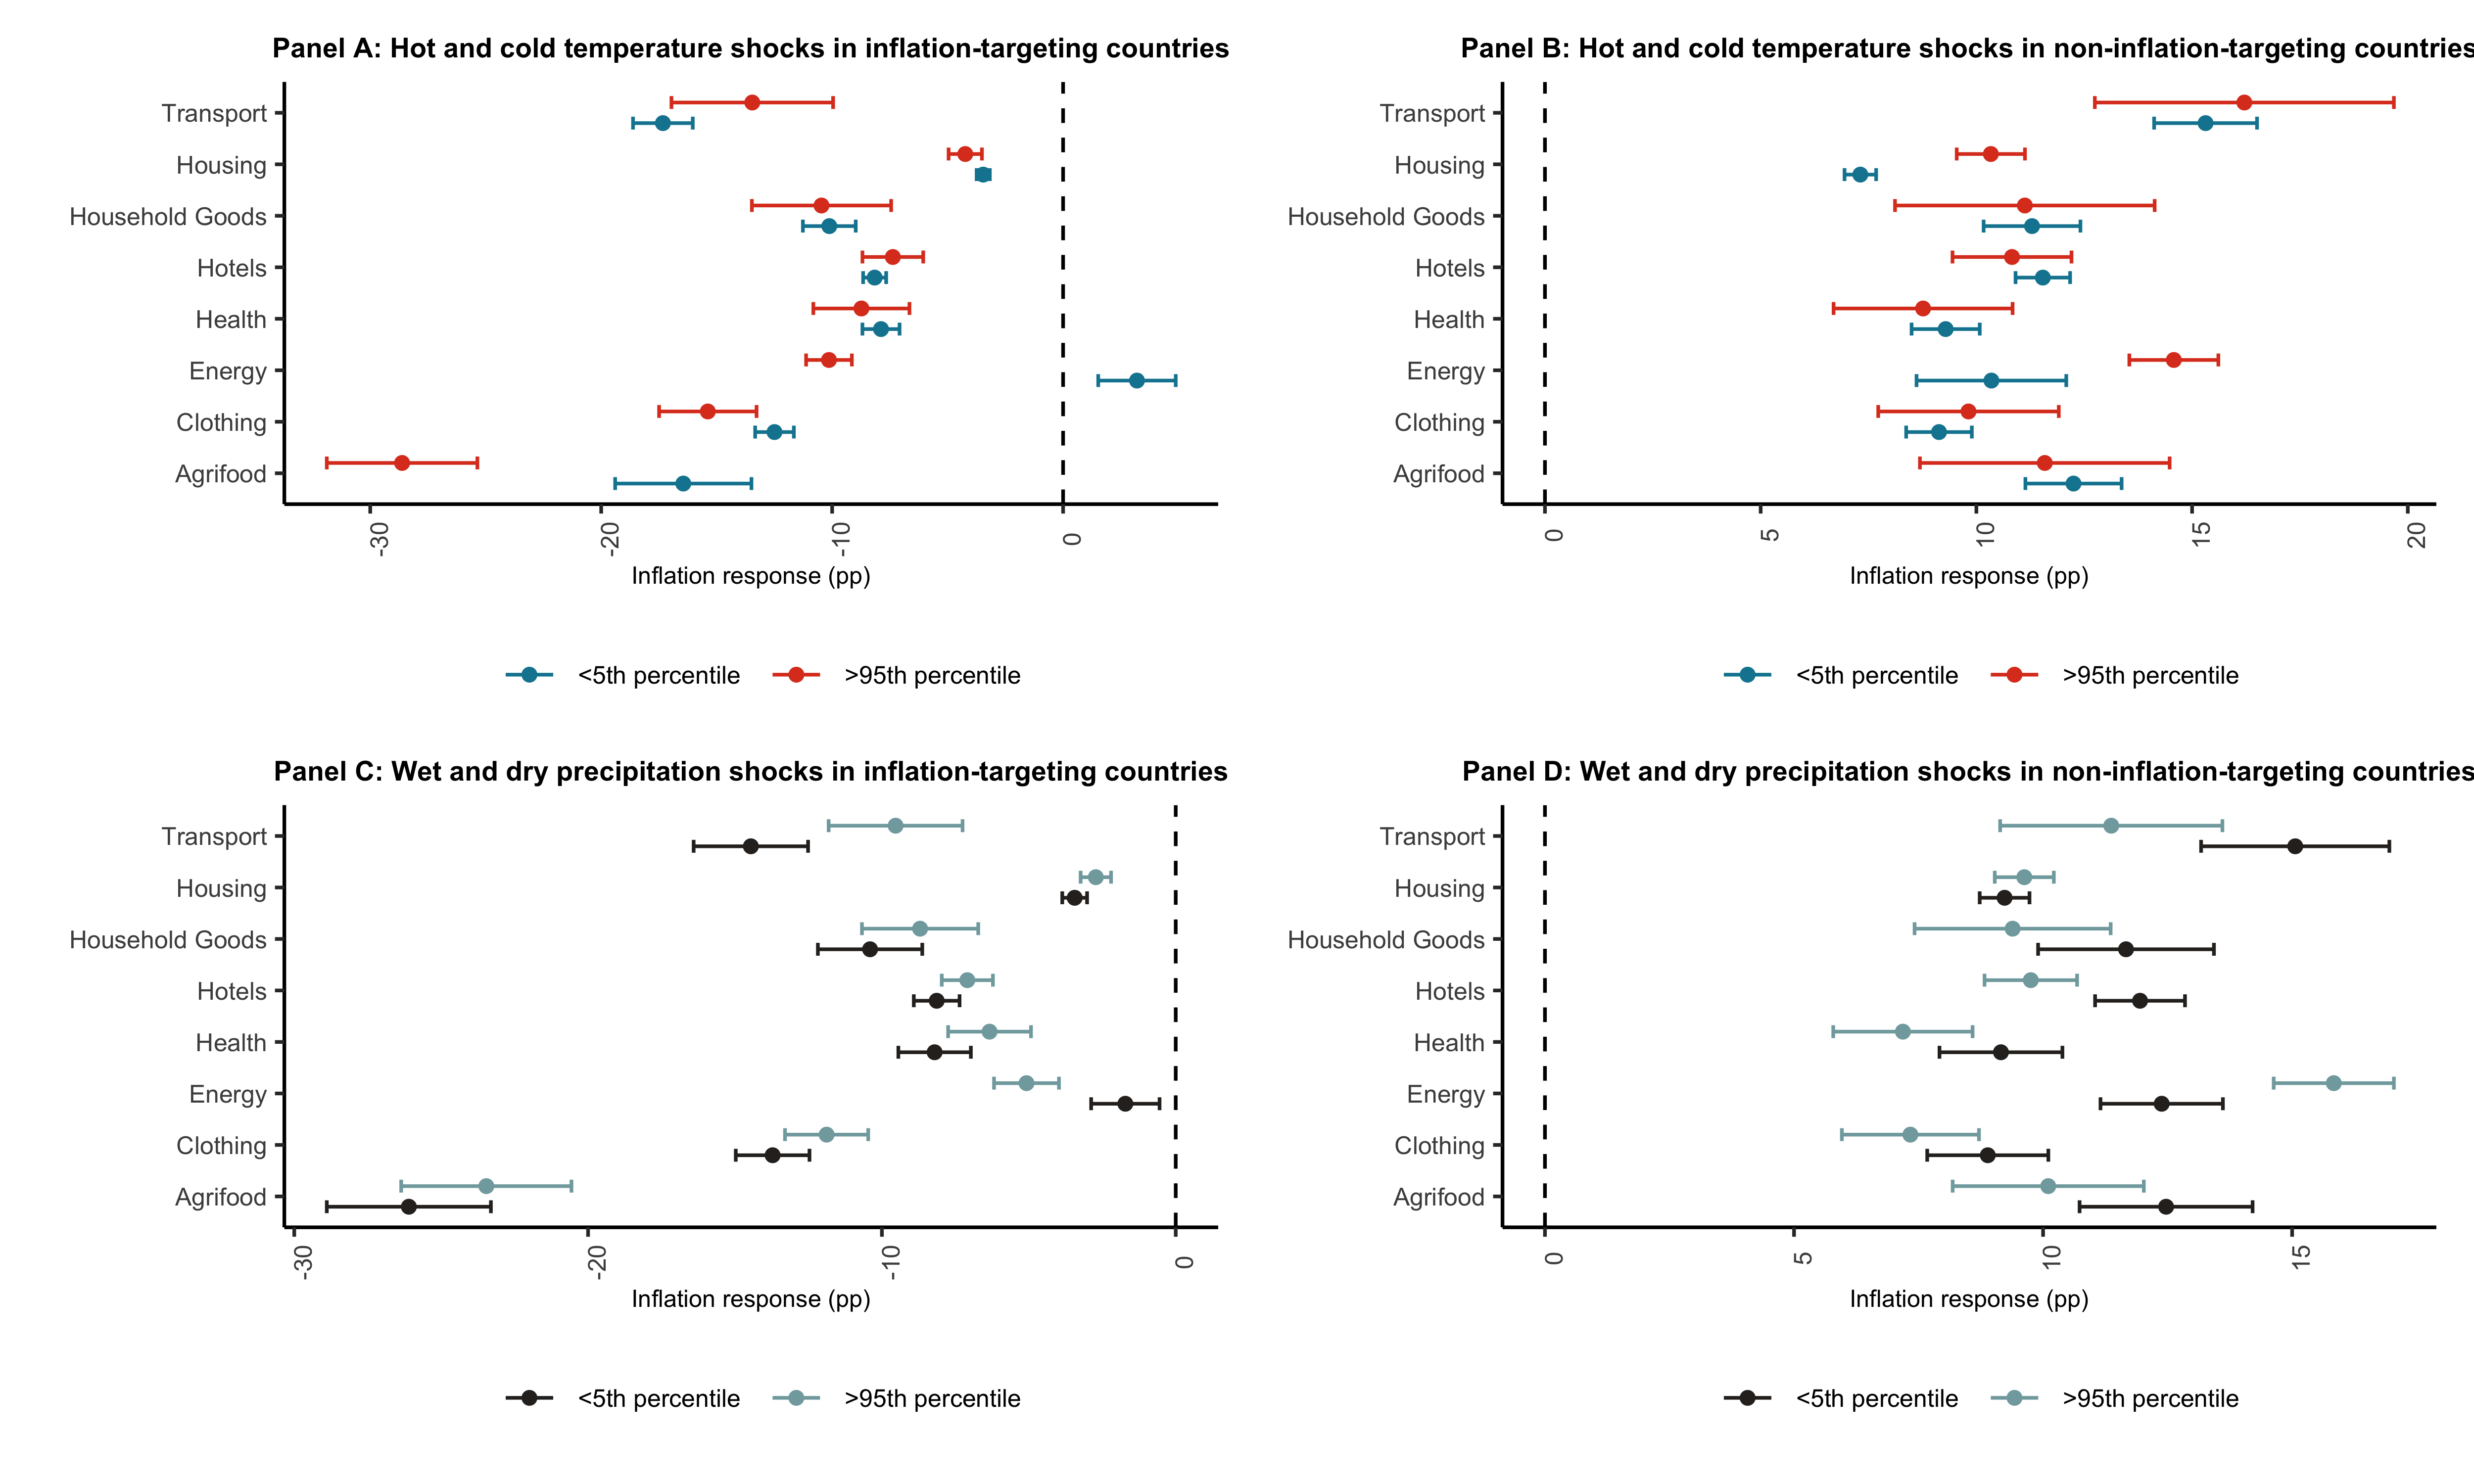 Panel A: Hot and cold temperature shocks in inflation-targeting countries
Transport
Housing
Household Goods
Hotels
Health
Energy
Clothing
Agrifood
-30
-20
-10
0
Inflation response (pp)
<5th percentile
>95th percentile
Panel B: Hot and cold temperature shocks in non-inflation-targeting countries
Transport
Housing
Household Goods
Hotels
Health
Energy
Clothing
Agrifood
0
5
10
15
20
Inflation response (pp)
<5th percentile
>95th percentile
Panel C: Wet and dry precipitation shocks in inflation-targeting countries
Transport
Housing
Household Goods
Hotels
Health
Energy
Clothing
Agrifood
-30
-20
-10
0
Inflation response (pp)
<5th percentile
>95th percentile
Panel D: Wet and dry precipitation shocks in non-inflation-targeting countries
Transport
Housing
Household Goods
Hotels
Health
Energy
Clothing
Agrifood
0
5
10
15
Inflation response (pp)
<5th percentile
>95th percentile